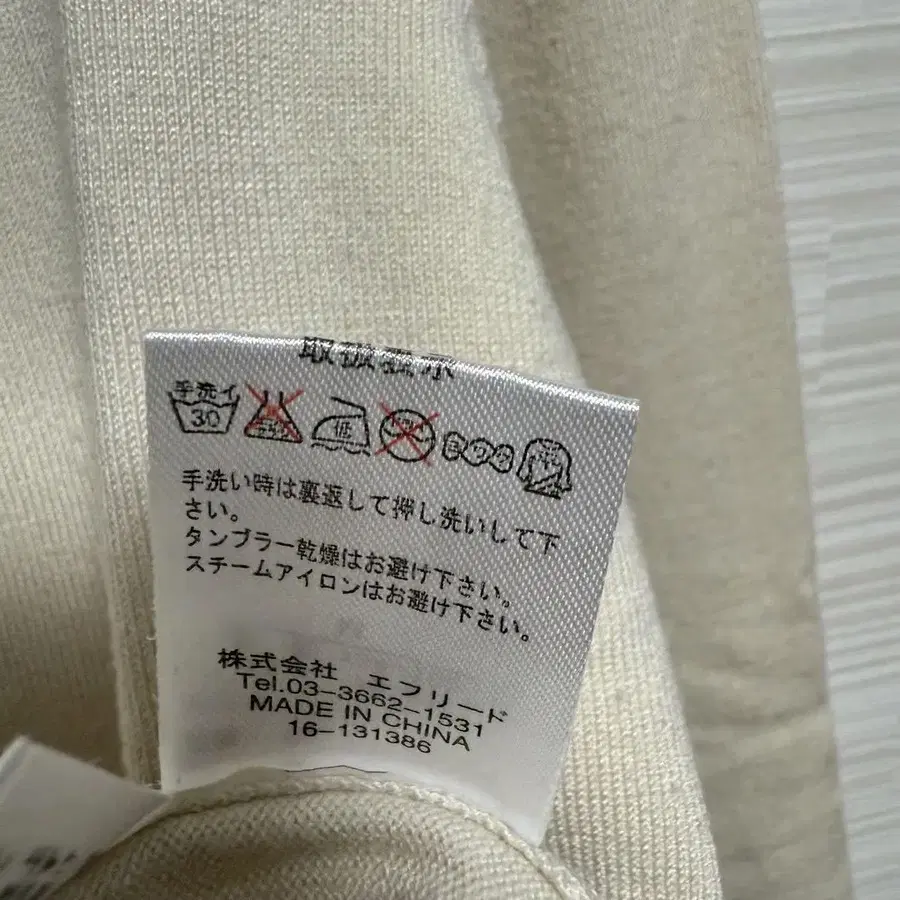 取扱表示
手洗イ
30
低
手洗い時は裏返して押し洗いして下
さい。
タンブラー乾燥はお避け下さい。
スチームアイロンはお避け下さい。
株式会社 エフリード
Tel.03-3662-1531
MADE IN CHINA
16-131386